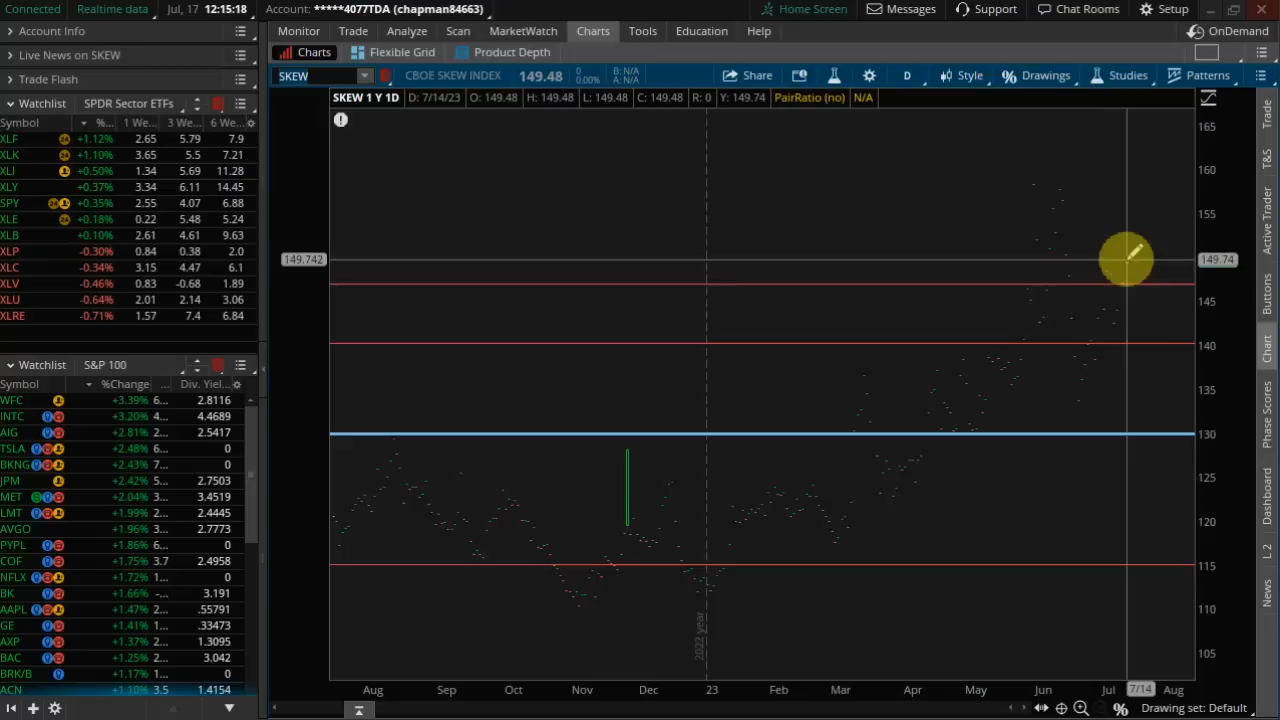 Connected Realtime data Jul, 17 12:15:18 Account: *****4077TDA (chapman84663) Home Screen Messages Support Chat Rooms Setup
Account Info
Live News on SKEW
Trade Flash
Monitor Trade Analyze Scan MarketWatch Charts Tools Education Help OnDemand
Charts Flexible Grid Product Depth
SKEW CBOE SKEW INDEX 149.48 0 0.00% B: N/A A: N/A Share D Style Drawings Studies Patterns
SKEW 1 Y 1D D: 7/14/23 O: 149.48 H: 149.48 L: 149.48 C: 149.48 R: 0 Y: 149.74 PairRatio (no) N/A
Watchlist SPDR Sector ETFs
Symbol %... 1 We... 3 We... 6 We...
XLF +1.12% 2.65 5.79 7.9
XLK +1.10% 3.65 5.5 7.21
XLI +0.50% 1.34 5.69 11.28
XLY +0.37% 3.34 6.11 14.45
SPY +0.35% 2.55 4.07 6.88
XLE +0.18% 0.22 5.48 5.24
XLB +0.10% 2.61 4.61 9.63
XLP -0.30% 0.84 0.38 2.0
XLC -0.34% 3.15 4.47 6.1
XLV -0.46% 0.83 -0.68 1.89
XLU -0.64% 2.01 2.14 3.06
XLRE -0.71% 1.57 7.4 6.84
Watchlist S&P 100
Symbol %Change ... Div. Yiel...
WFC +3.39% 6... 2.8116
INTC +3.20% 4... 4.4689
AIG +2.81% 2... 2.5417
TSLA +2.48% 6... 0
BKNG +2.43% 7... 0
JPM +2.42% 5... 2.7503
MET +2.04% 3... 3.4519
LMT +1.99% 2... 2.4445
AVGO +1.96% 3... 2.7773
PYPL +1.86% 6... 0
COF +1.75% 3.7 2.4958
NFLX +1.72% 1... 0
BK +1.66% -... 3.191
AAPL +1.47% 2... .55791
GE +1.41% ... .33473
AXP +1.37% 2... 1.3095
BAC +1.25% 2... 3.042
BRK/B +1.17% 1... 0
ACN +1.10% 3.5 1.4154
149.742
165
160
155
149.74
145
140
135
130
125
120
115
110
105
2022 year
Aug Sep Oct Nov Dec 23 Feb Mar Apr May Jun Jul 7/14 Aug
Drawing set: Default
Trade
T&S
Active Trader
Buttons
Chart
Phase Scores
Dashboard
L 2
News